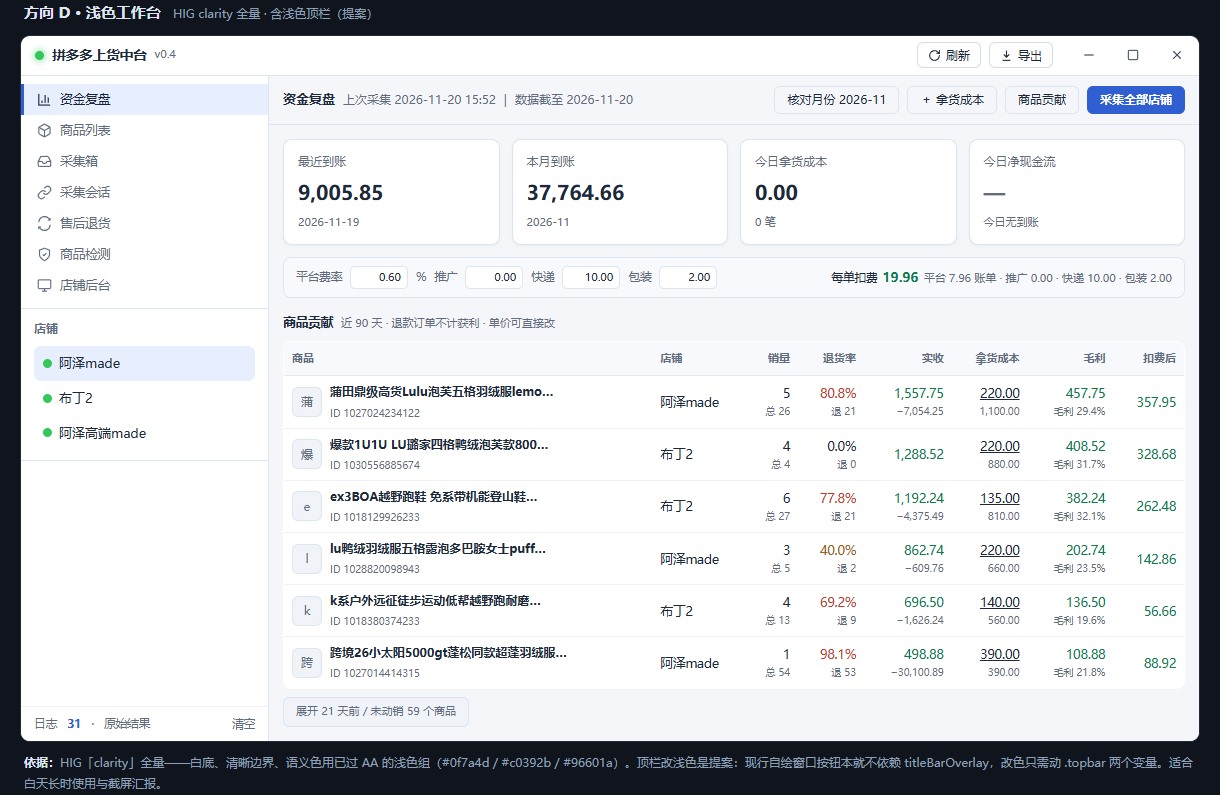 方向 D · 浅色工作台 HIG clarity 全量 · 含浅色顶栏（提案）
拼多多上货中台 v0.4 刷新 导出
资金复盘
商品列表
采集箱
采集会话
售后退货
商品检测
店铺后台
店铺
阿泽made
布丁2
阿泽高端made
日志 31 · 原始结果 清空
资金复盘 上次采集 2026-11-20 15:52 | 数据截至 2026-11-20 核对月份 2026-11 + 拿货成本 商品贡献 采集全部店铺
最近到账
9,005.85
2026-11-19
本月到账
37,764.66
2026-11
今日拿货成本
0.00
0 笔
今日净现金流
—
今日无到账
平台费率 0.60 % 推广 0.00 快递 10.00 包装 2.00 每单扣费 19.96 平台 7.96 账单 · 推广 0.00 · 快递 10.00 · 包装 2.00
商品贡献 近 90 天 · 退款订单不计获利 · 单价可直接改
商品 店铺 销量 退货率 实收 拿货成本 毛利 扣费后
蒲 蒲田鼎级高货Lulu泡芙五格羽绒服lemo... 阿泽made 5 80.8% 1,557.75 220.00 457.75 357.95
ID 1027024234122 总 26 退 21 −7,054.25 1,100.00 毛利 29.4%
爆 爆款1U1U LU璐家四格鸭绒泡芙款800... 布丁2 4 0.0% 1,288.52 220.00 408.52 328.68
ID 1030556885674 总 4 退 0 880.00 毛利 31.7%
e ex3BOA越野跑鞋 免系带机能登山鞋... 布丁2 6 77.8% 1,192.24 135.00 382.24 262.48
ID 1018129926233 总 27 退 21 −4,375.49 810.00 毛利 32.1%
l lu鸭绒羽绒服五格露泡多巴胺女士puff... 阿泽made 3 40.0% 862.74 220.00 202.74 142.86
ID 1028820098943 总 5 退 2 −609.76 660.00 毛利 23.5%
k k系户外远征徒步运动低帮越野跑耐磨... 布丁2 4 69.2% 696.50 140.00 136.50 56.66
ID 1018380374233 总 13 退 9 −1,626.24 560.00 毛利 19.6%
跨 跨境26小太阳5000gt蓬松同款超蓬羽绒服... 阿泽made 1 98.1% 498.88 390.00 108.88 88.92
ID 1027014414315 总 54 退 53 −30,100.89 390.00 毛利 21.8%
展开 21 天前 / 未动销 59 个商品
依据：HIG「clarity」全量——白底、清晰边界、语义色用已过 AA 的浅色组（#0f7a4d / #c0392b / #96601a）。顶栏改浅色是提案：现行自绘窗口按钮本就不依赖 titleBarOverlay，改色只需动 .topbar 两个变量。适合
白天长时使用与截屏汇报。